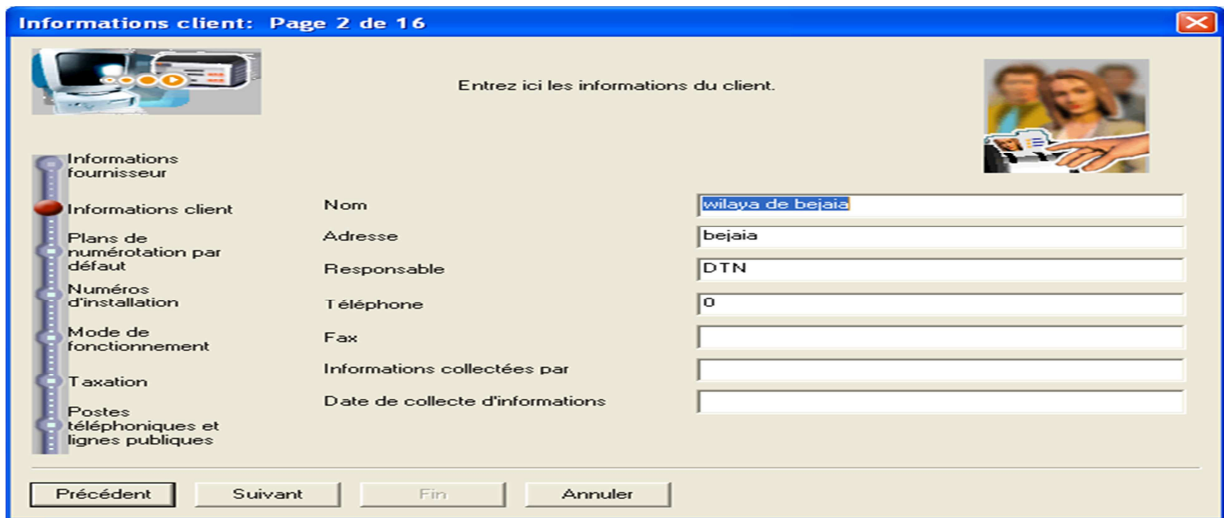 Informations client: Page 2 de 16
Entrez ici les informations du client.
Informations
fournisseur
Informations client
Plans de
numérotation par
défaut
Numéros
d'installation
Mode de
fonctionnement
Taxation
Postes
téléphoniques et
lignes publiques
Nom
wilaya de bejaia
Adresse
bejaia
Responsable
DTN
Téléphone
0
Fax
Informations collectées par
Date de collecte d'informations
Précédent
Suivant
Fin
Annuler